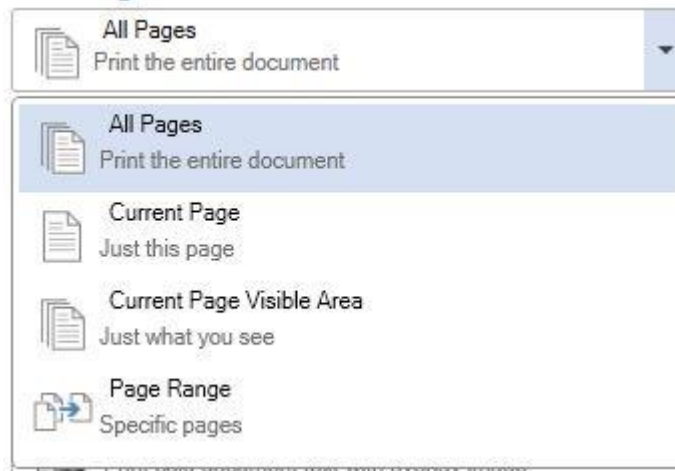 All Pages
Print the entire document
All Pages
Print the entire document
Current Page
Just this page
Current Page Visible Area
Just what you see
Page Range
Specific pages